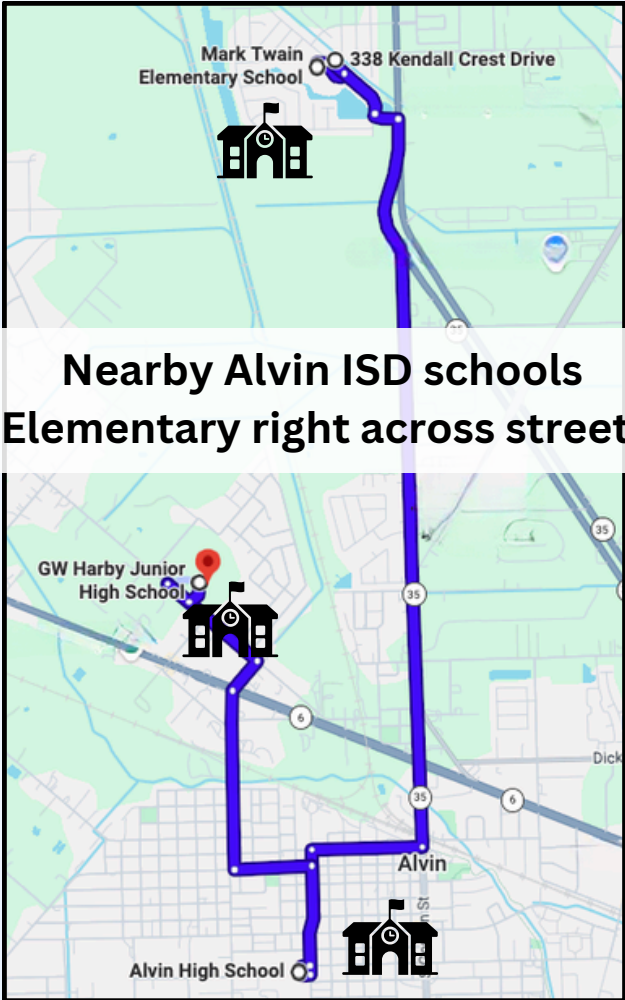 Mark Twain
Elementary School
338 Kendall Crest Drive
35
Nearby Alvin ISD schools
Elementary right across street
35
GW Harby Junior
High School
35
6
Dick
35
6
Alvin
n St
Alvin High School